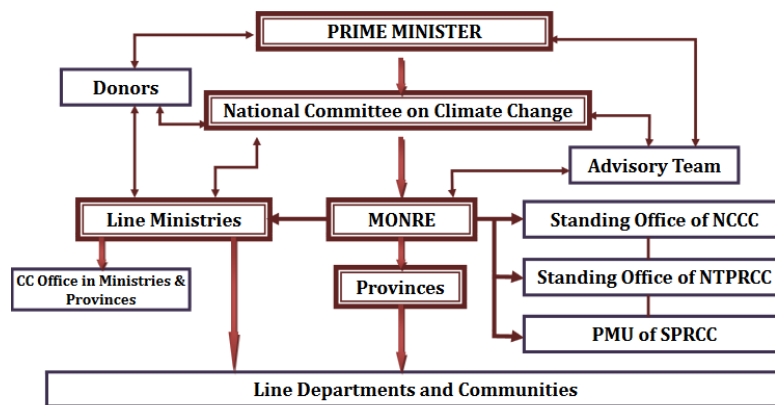 PRIME MINISTER
Donors
National Committee on Climate Change
Advisory Team
Line Ministries
MONRE
Standing Office of NCCC
CC Office in Ministries &
Provinces
Provinces
Standing Office of NTPRCC
PMU of SPRCC
Line Departments and Communities